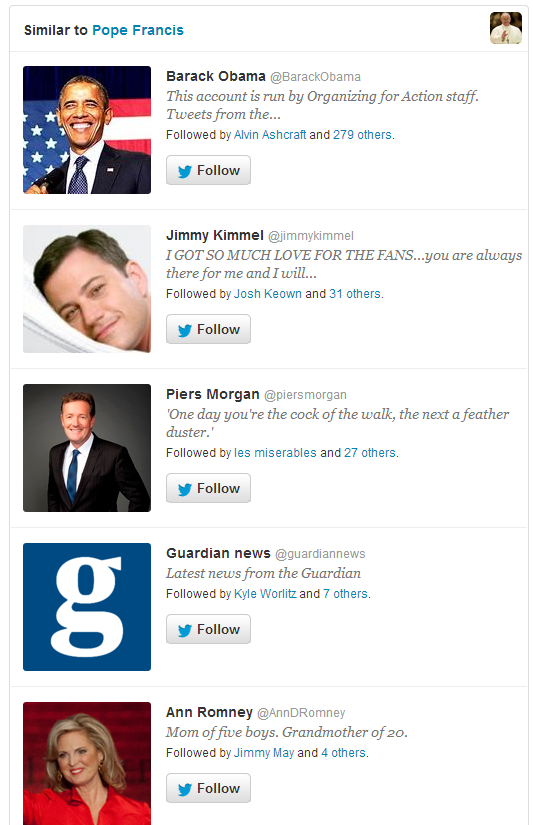 Similar to Pope Francis
Barack Obama @BarackObama
This account is run by Organizing for Action staff.
Tweets from the...
Followed by Alvin Ashcraft and 279 others.
Follow
Jimmy Kimmel @jimmykimmel
I GOT SO MUCH LOVE FOR THE FANS...you are always
there for me and I will...
Followed by Josh Keown and 31 others.
Follow
Piers Morgan @piersmorgan
'One day you're the cock of the walk, the next a feather
duster.'
Followed by les miserables and 27 others.
Follow
g
Guardian news @guardiannews
Latest news from the Guardian
Followed by Kyle Worlitz and 7 others.
Follow
Ann Romney @AnnDRomney
Mom of five boys. Grandmother of 20.
Followed by Jimmy May and 4 others.
Follow